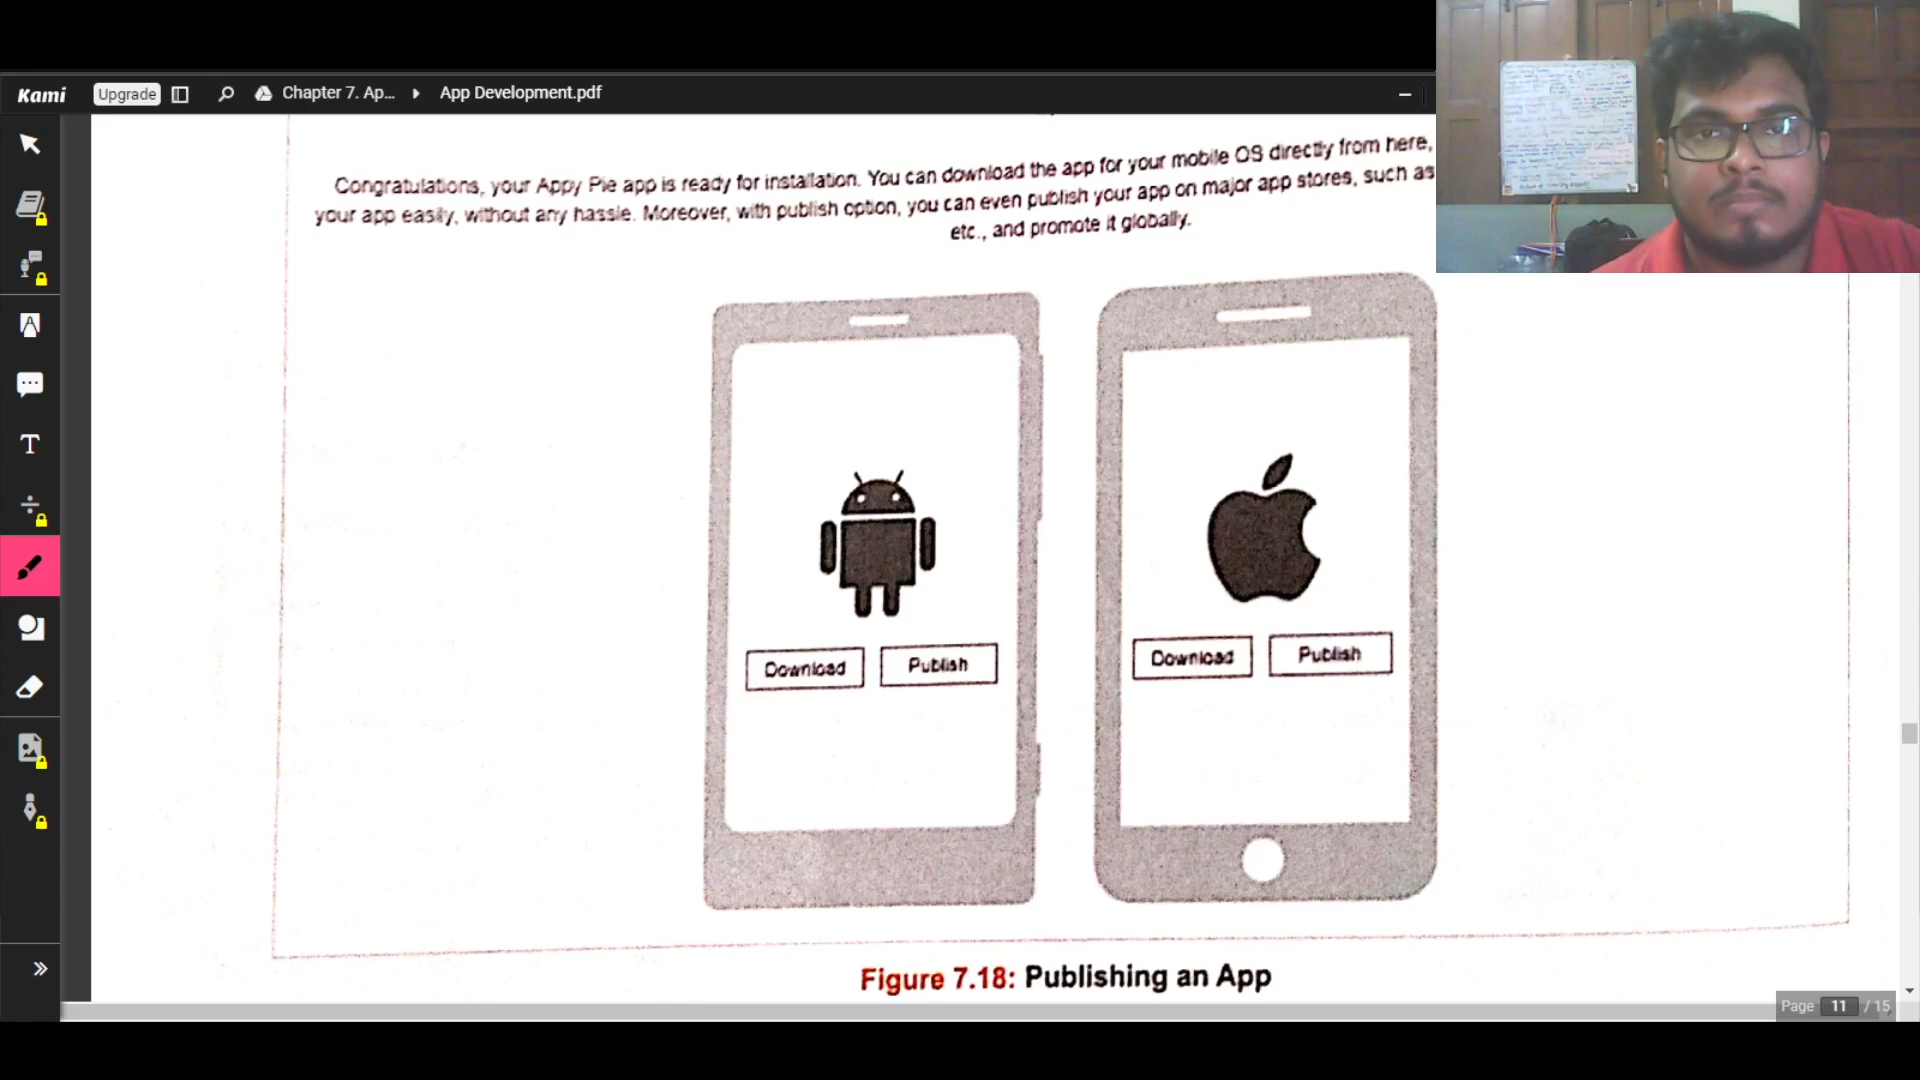 Kami
Upgrade
Chapter 7. Ap...
App Development.pdf
Congratulations, your Appy Pie app is ready for installation. You can download the app for your mobile OS directly from here,
your app easily, without any hassle. Moreover, with publish option, you can even publish your app on major app stores, such as
etc., and promote it globally.
Download Publish
Download Publish
Figure 7.18: Publishing an App
T
Page 11 / 15